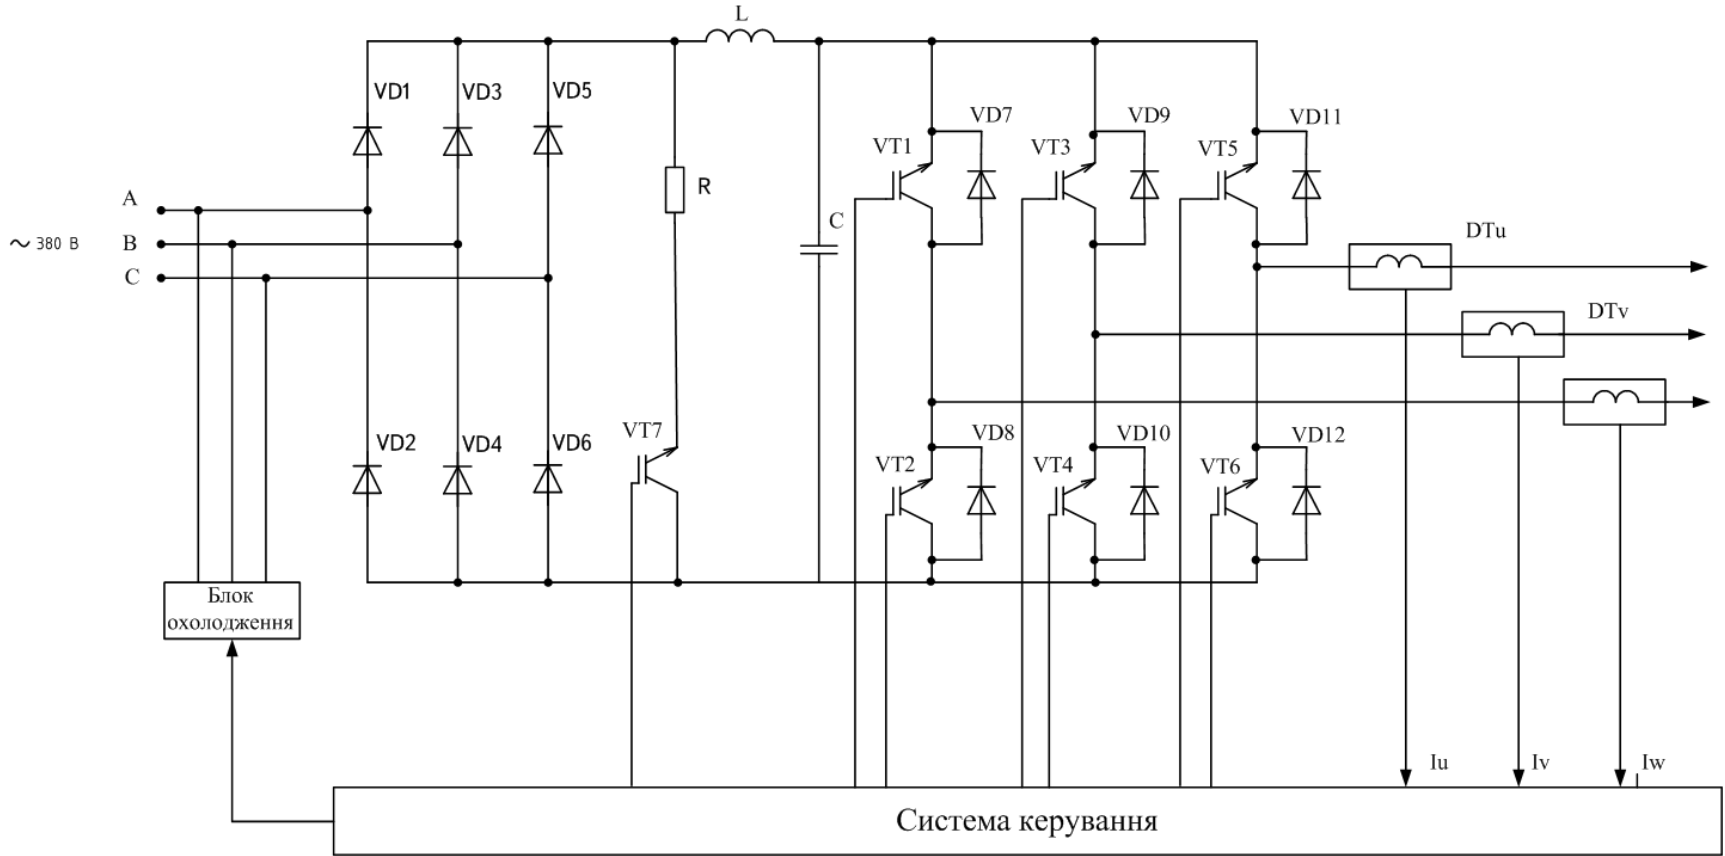 L
VD1
VD3
VD5
VD7
VD9
VD11
VT1
VT3
VT5
A
R
C
~ 380 В
B
DTu
C
DTv
VD2
VD4
VD6
VT7
VD8
VD10
VD12
VT2
VT4
VT6
Блок
охолодження
Iu
Iv
Iw
Система керування